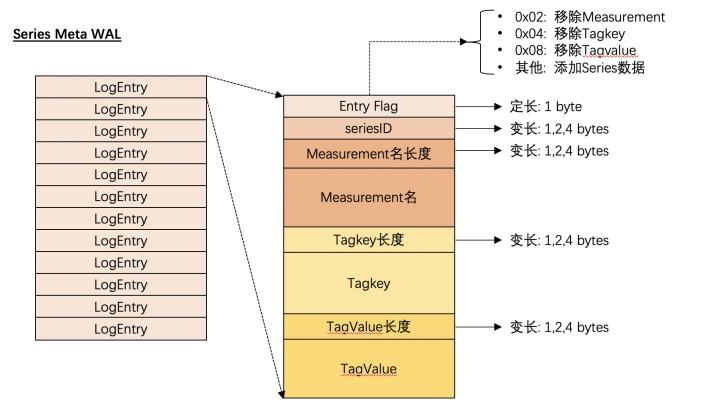 Series Meta WAL
• 0x02: 移除Measurement
• 0x04: 移除Tagkey
• 0x08: 移除Tagvalue
• 其他: 添加Series数据
LogEntry
LogEntry
LogEntry
LogEntry
LogEntry
LogEntry
LogEntry
LogEntry
LogEntry
LogEntry
LogEntry
LogEntry
Entry Flag
定长: 1 byte
seriesID
变长: 1,2,4 bytes
Measurement名长度
变长: 1,2,4 bytes
Measurement名
Tagkey长度
变长: 1,2,4 bytes
Tagkey
TagValue长度
变长: 1,2,4 bytes
TagValue